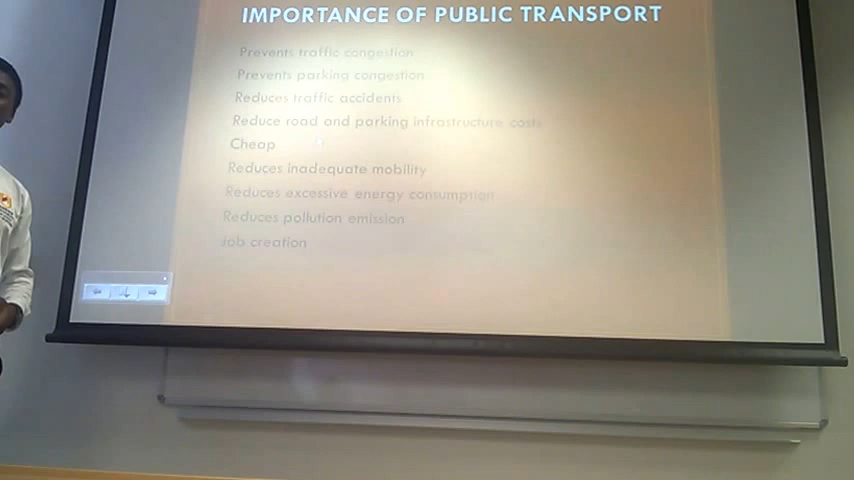 IMPORTANCE OF PUBLIC TRANSPORT
Prevents traffic congestion
Prevents parking congestion
Reduces traffic accidents
Reduce road and parking infrastructure costs
Cheap
Reduces inadequate mobility
Reduces excessive energy consumption
Reduces pollution emission
Job creation